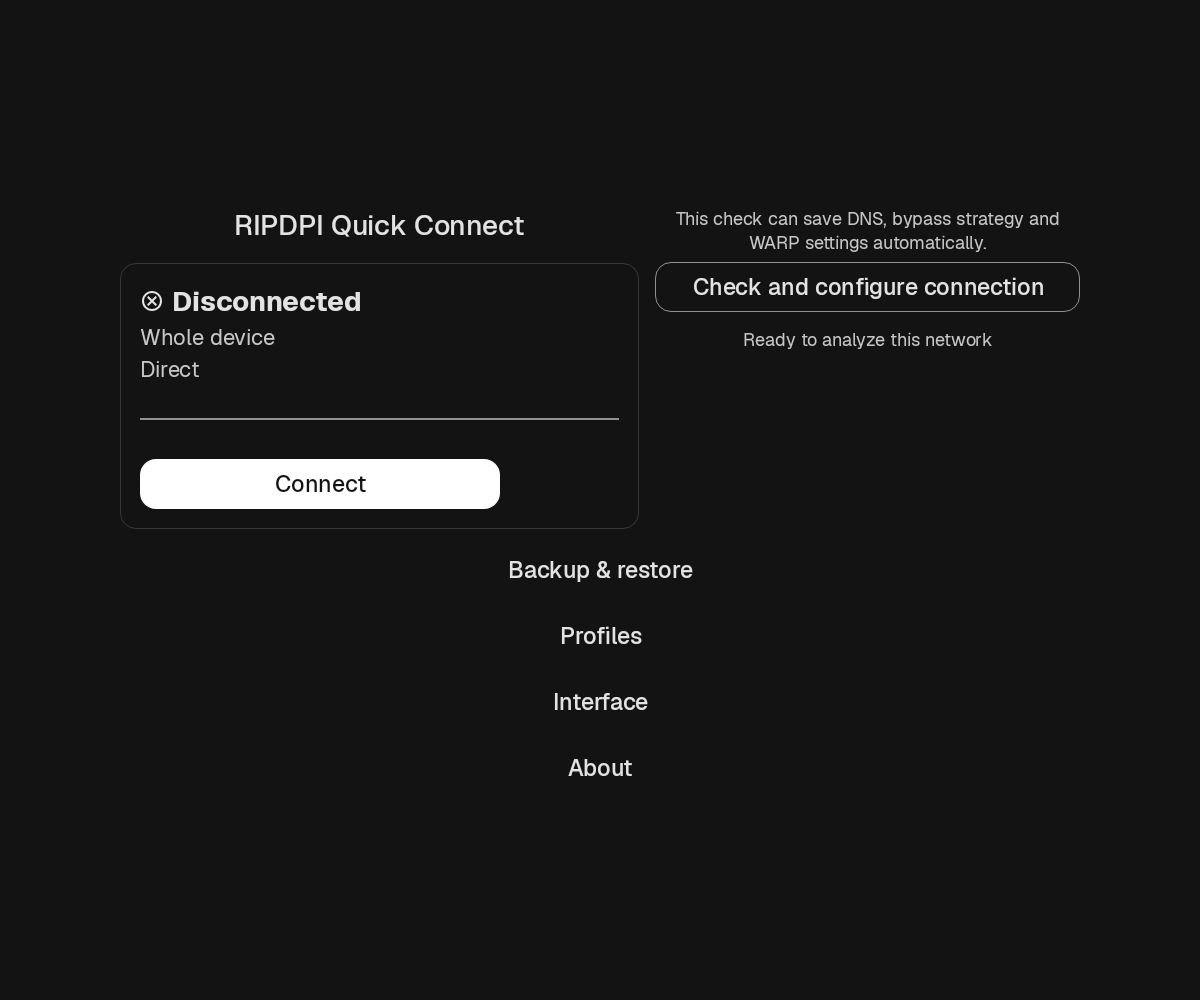 RIPDPI Quick Connect
Disconnected
Whole device
Direct
Connect
This check can save DNS, bypass strategy and
WARP settings automatically.
Check and configure connection
Ready to analyze this network
Backup & restore
Profiles
Interface
About